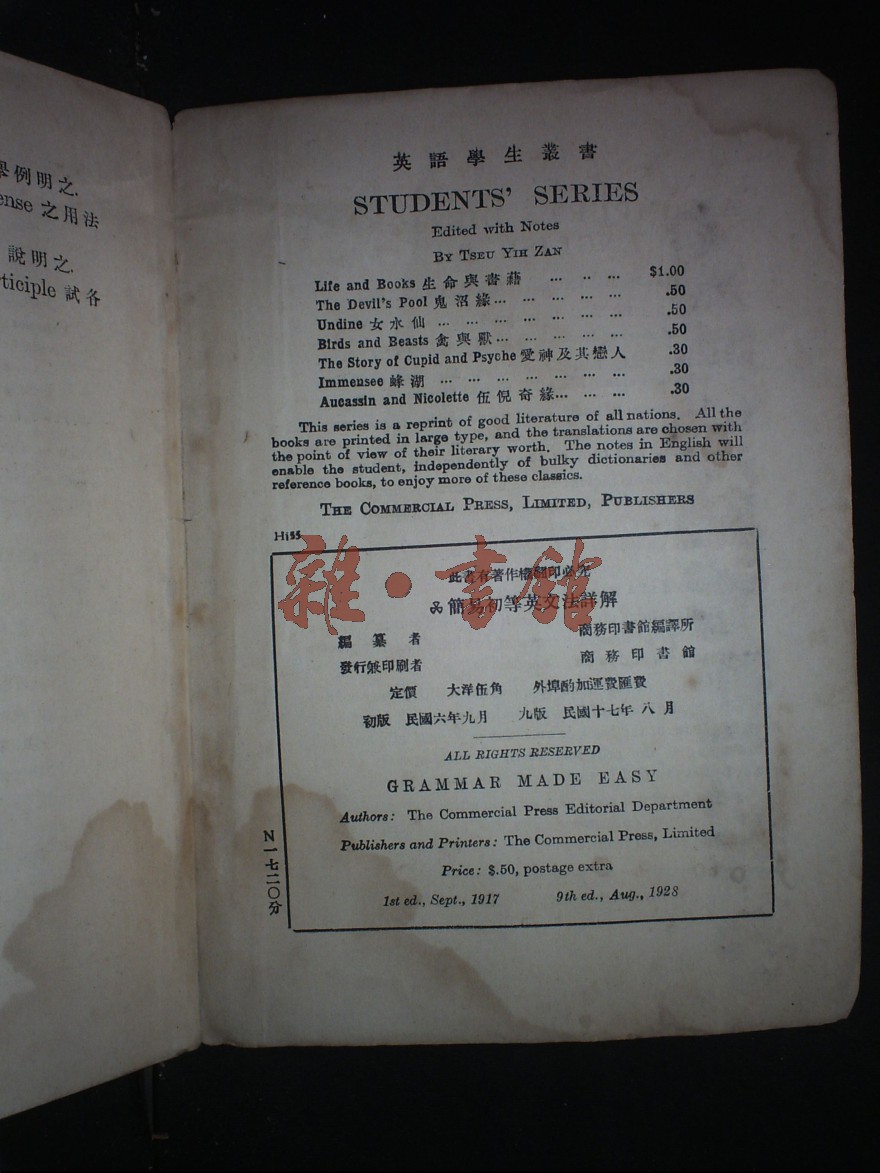 舉例明之.
ense 之用法
說明之.
rticiple 試各
英語學生叢書
STUDENTS' SERIES
Edited with Notes
BY TSEU YIH ZAN
Life and Books 生命與書藉 ... .. ... $1.00
The Devil's Pool 鬼沼緣... ... ... ... ... .50
Undine 女水仙 ... ... ... ... ... ... ... .50
Birds and Beasts 禽與獸... ... ... ... ... .50
The Story of Cupid and Psyche 愛神及其戀人 .30
Immensee 蜂湖 ... ... ... ... ... ... ... .30
Aucassin and Nicolette 伍倪奇緣... ... ... .30
This series is a reprint of good literature of all nations. All the
books are printed in large type, and the translations are chosen with
the point of view of their literary worth. The notes in English will
enable the student, independently of bulky dictionaries and other
reference books, to enjoy more of these classics.
THE COMMERCIAL PRESS, LIMITED, PUBLISHERS
H155
雜·書館
此書有著作權翻印必究
簡易初等英文法詳解
編纂者 商務印書館編譯所
發行兼印刷者 商務印書館
定價 大洋伍角 外埠酌加運費匯費
初版 民國六年九月 九版 民國十七年八月
ALL RIGHTS RESERVED
GRAMMAR MADE EASY
Authors: The Commercial Press Editorial Department
Publishers and Printers: The Commercial Press, Limited
Price: $.50, postage extra
1st ed., Sept., 1917 9th ed., Aug., 1928
N一七二〇分